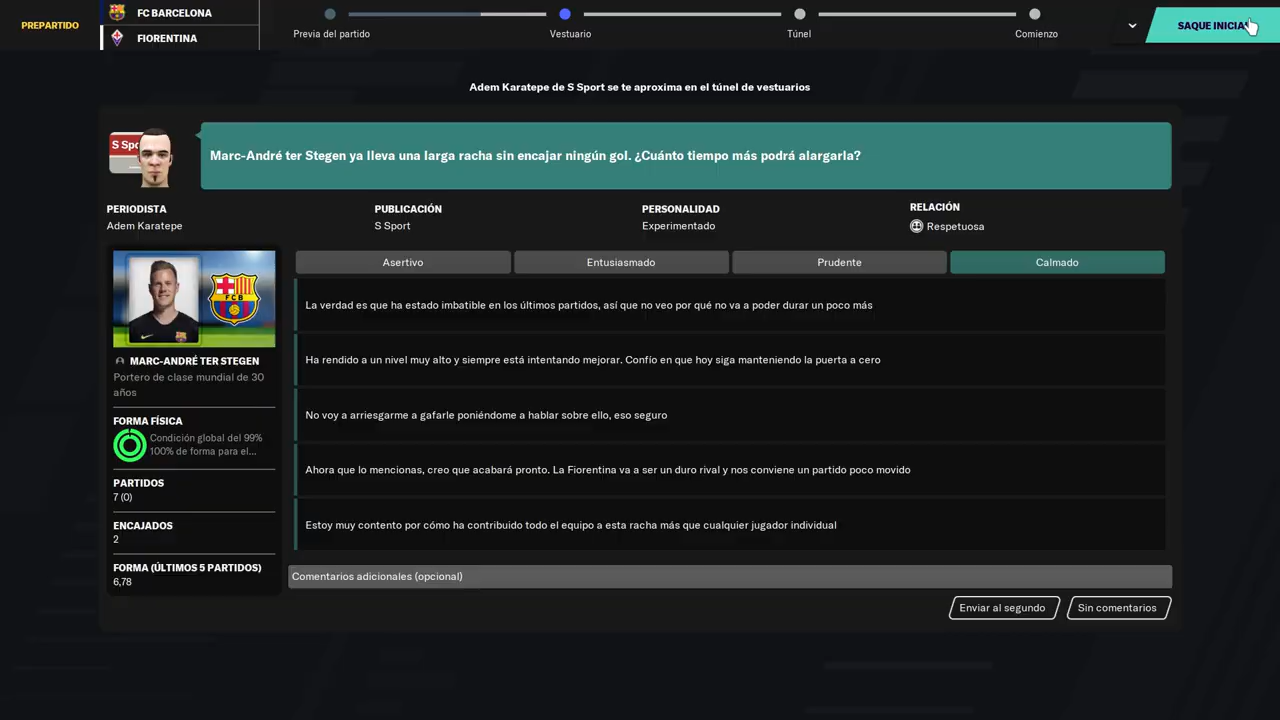 PREPARTIDO
FC BARCELONA
FIORENTINA
Previa del partido
Vestuario
Túnel
Comienzo
SAQUE INICIAL
Adem Karatepe de S Sport se te aproxima en el túnel de vestuarios
S Spo
Marc-André ter Stegen ya lleva una larga racha sin encajar ningún gol. ¿Cuánto tiempo más podrá alargarla?
PERIODISTA
Adem Karatepe
PUBLICACIÓN
S Sport
PERSONALIDAD
Experimentado
RELACIÓN
Respetuosa
Asertivo
Entusiasmado
Prudente
Calmado
FCB
MARC-ANDRÉ TER STEGEN
Portero de clase mundial de 30
años
FORMA FÍSICA
Condición global del 99%
100% de forma para el...
PARTIDOS
7 (0)
ENCAJADOS
2
FORMA (ÚLTIMOS 5 PARTIDOS)
6,78
La verdad es que ha estado imbatible en los últimos partidos, así que no veo por qué no va a poder durar un poco más
Ha rendido a un nivel muy alto y siempre está intentando mejorar. Confío en que hoy siga manteniendo la puerta a cero
No voy a arriesgarme a gafarle poniéndome a hablar sobre ello, eso seguro
Ahora que lo mencionas, creo que acabará pronto. La Fiorentina va a ser un duro rival y nos conviene un partido poco movido
Estoy muy contento por cómo ha contribuido todo el equipo a esta racha más que cualquier jugador individual
Comentarios adicionales (opcional)
Enviar al segundo
Sin comentarios